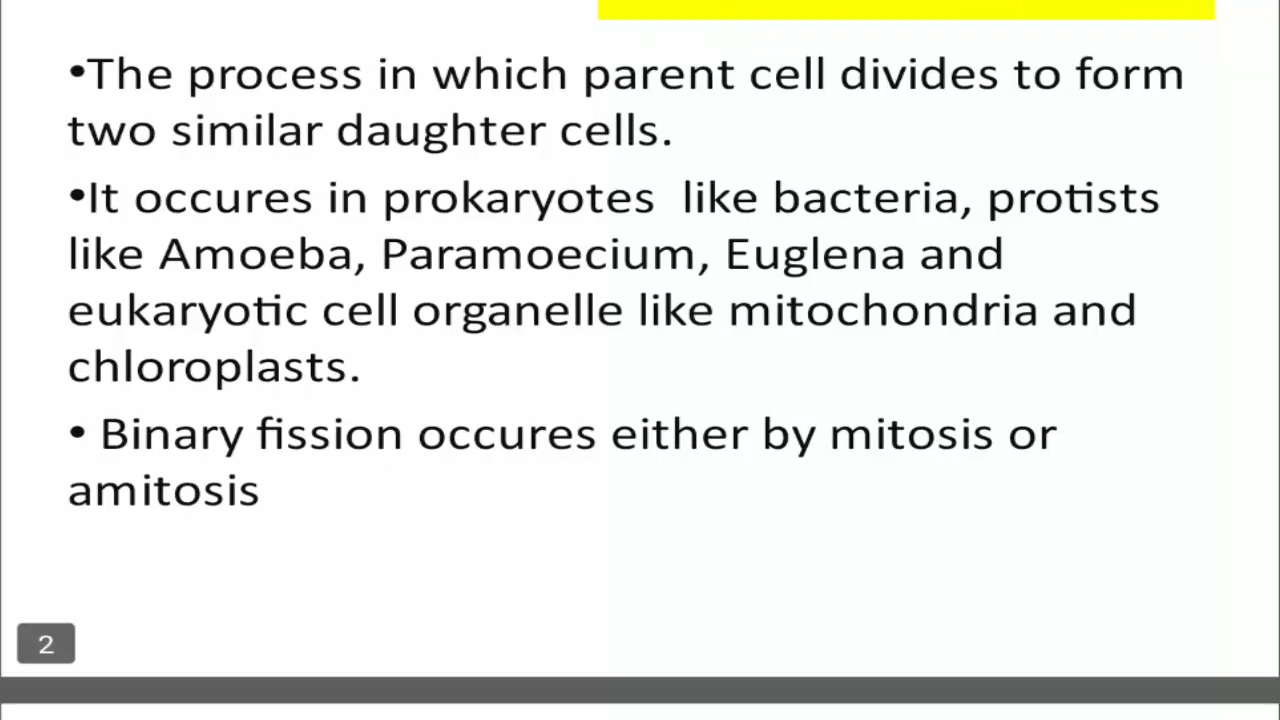 •The process in which parent cell divides to form
two similar daughter cells.
•It occures in prokaryotes  like bacteria, protists
like Amoeba, Paramoecium, Euglena and
eukaryotic cell organelle like mitochondria and
chloroplasts.
• Binary fission occures either by mitosis or
amitosis
2